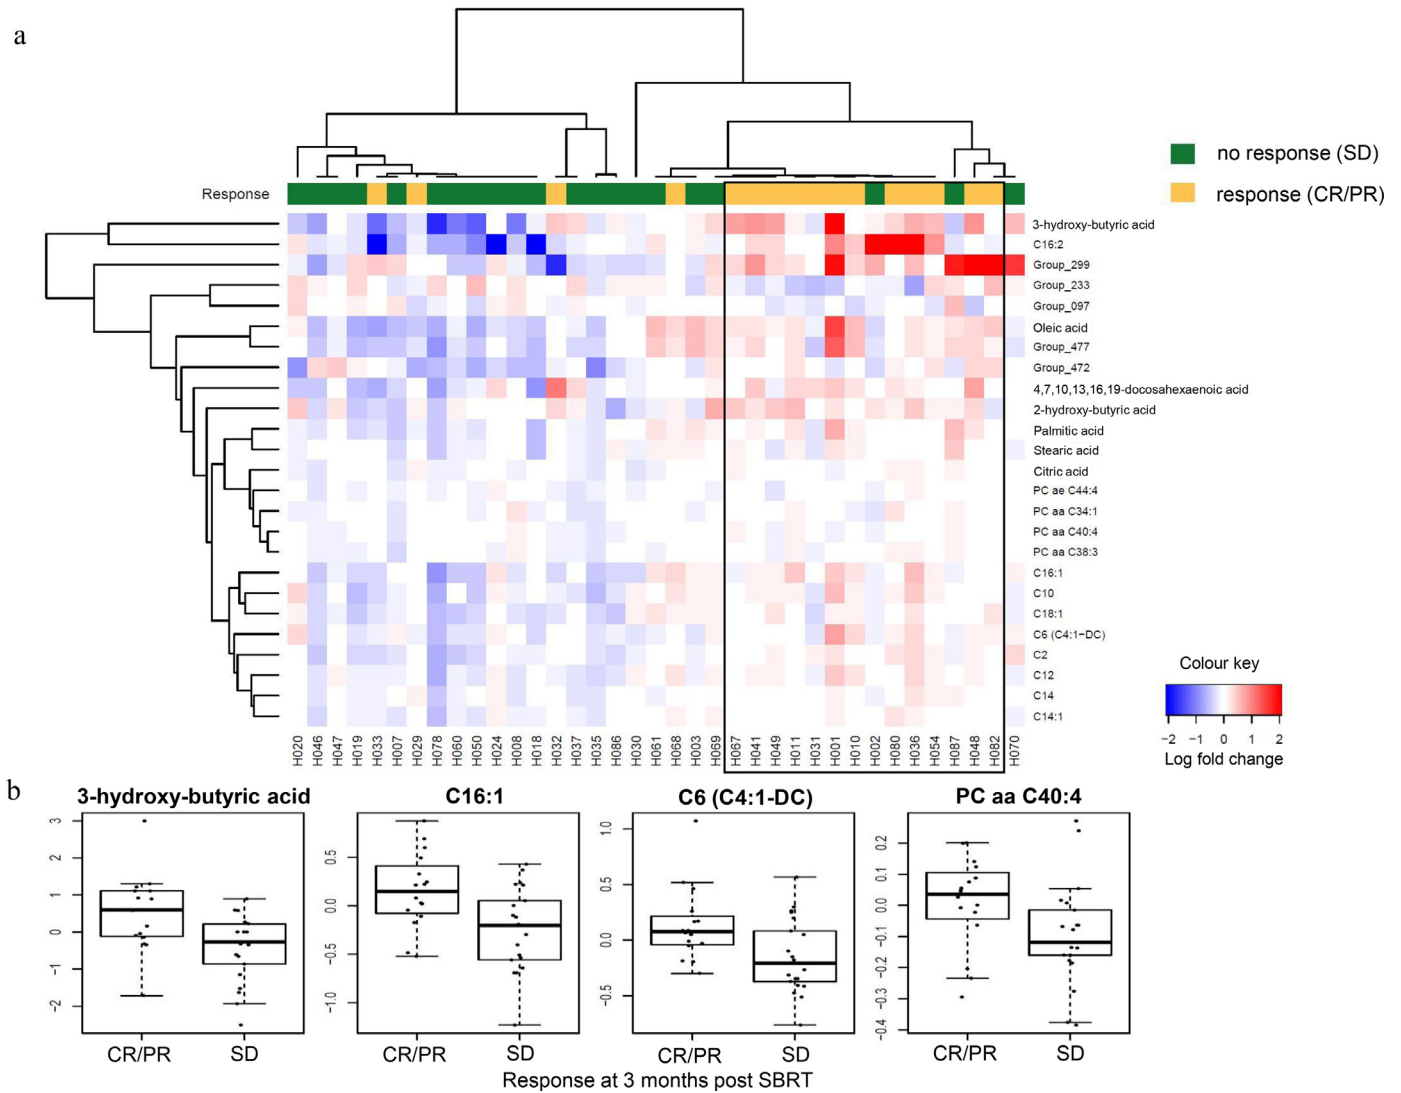 a
no response (SD)
response (CR/PR)
Response
3-hydroxy-butyric acid
C16:2
Group_299
Group_233
Group_097
Oleic acid
Group_477
Group_472
4,7,10,13,16,19-docosahexaenoic acid
2-hydroxy-butyric acid
Palmitic acid
Stearic acid
Citric acid
PC ae C44:4
PC aa C34:1
PC aa C40:4
PC aa C38:3
C16:1
C10
C18:1
C6 (C4:1−DC)
C2
C12
C14
C14:1
Colour key
−2 −1 0 1 2
Log fold change
H020 H046 H047 H019 H033 H007 H029 H078 H060 H050 H024 H008 H018 H032 H037 H035 H086 H030 H061 H068 H003 H069 H067 H041 H049 H011 H031 H001 H010 H002 H080 H036 H054 H087 H048 H082 H070
b
3-hydroxy-butyric acid
3
2
1
0
−1
−2
CR/PR SD
C16:1
0.5
0.0
−0.5
−1.0
CR/PR SD
C6 (C4:1-DC)
1.0
0.5
0.0
−0.5
CR/PR SD
PC aa C40:4
0.2
0.1
0.0
−0.1
−0.2
−0.3
−0.4
CR/PR SD
Response at 3 months post SBRT